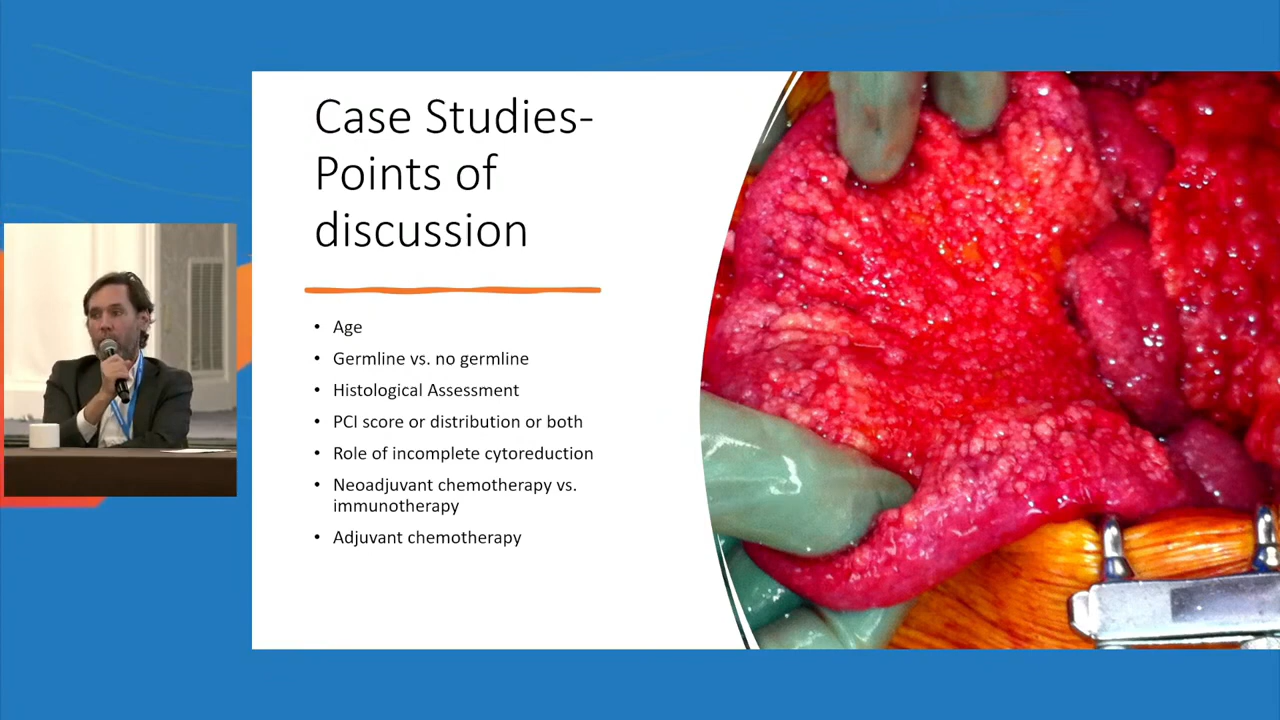 Case Studies-
Points of
discussion
• Age
• Germline vs. no germline
• Histological Assessment
• PCI score or distribution or both
• Role of incomplete cytoreduction
• Neoadjuvant chemotherapy vs.
immunotherapy
• Adjuvant chemotherapy